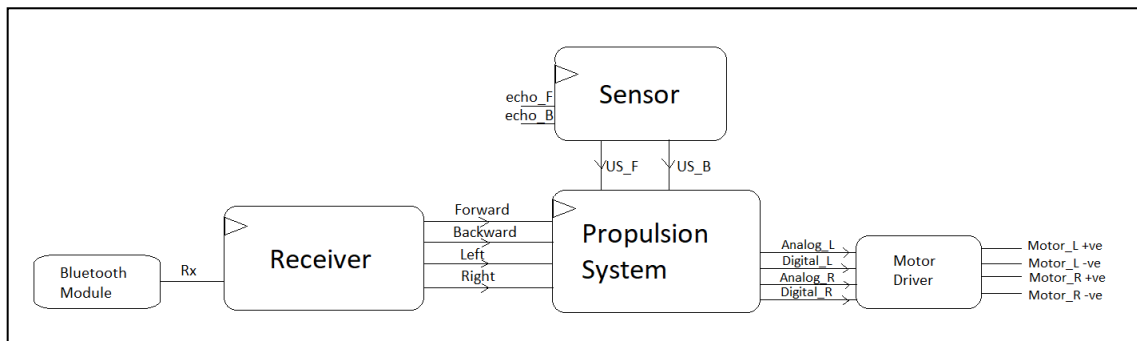 Sensor
echo_F
echo_B
US_F
US_B
Bluetooth
Module
Rx
Receiver
Forward
Backward
Left
Right
Propulsion
System
Analog_L
Digital_L
Analog_R
Digital_R
Motor
Driver
Motor_L +ve
Motor_L -ve
Motor_R +ve
Motor_R -ve